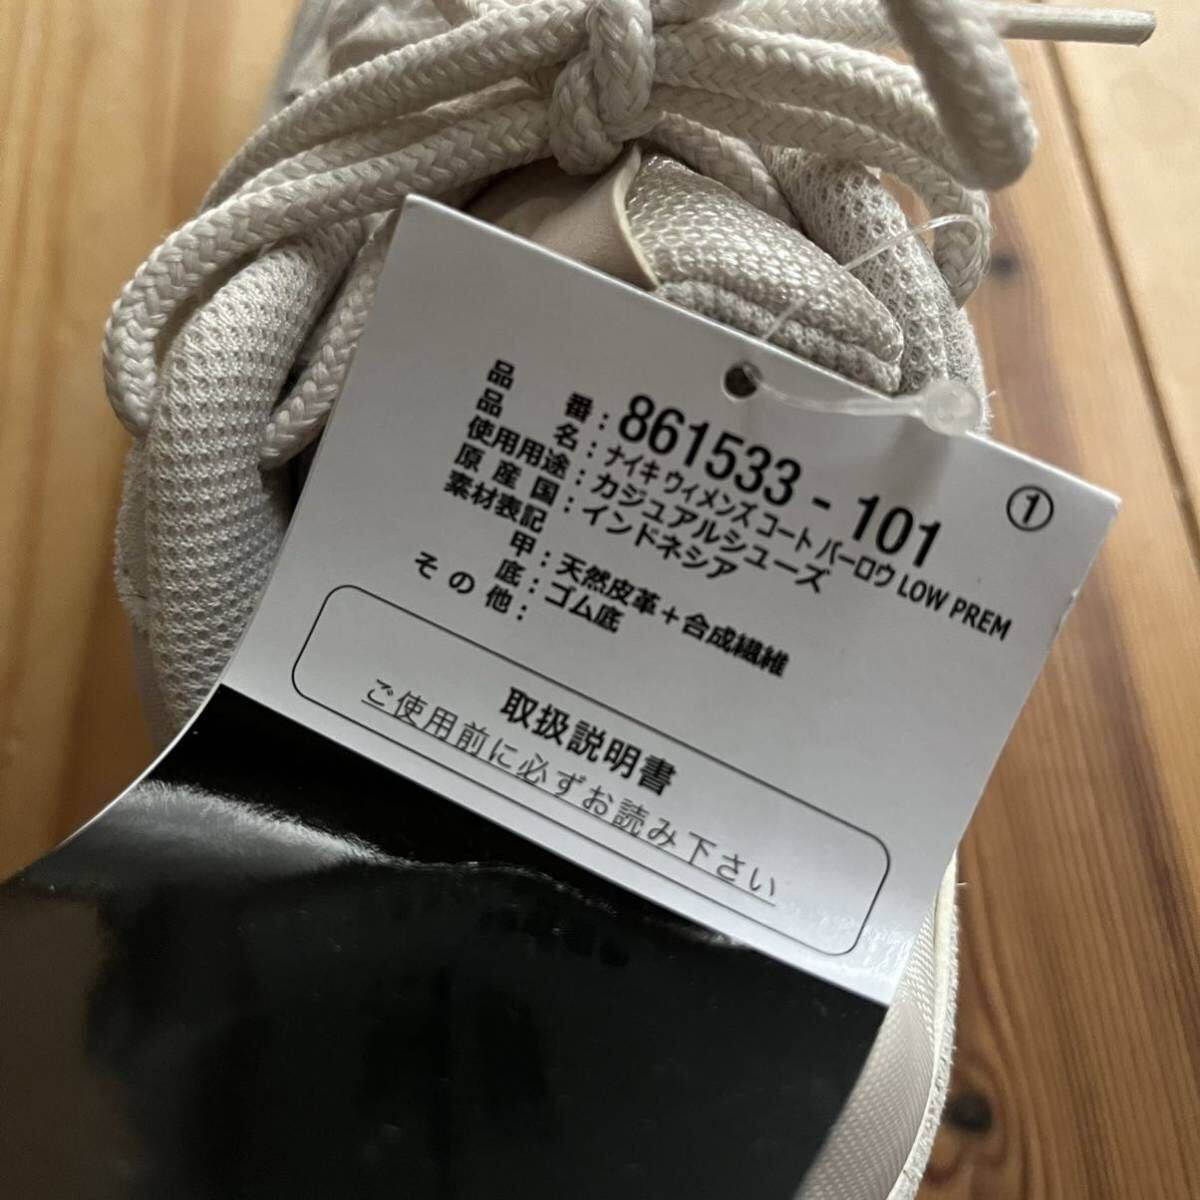 ①
品番：861533 - 101
品名：ナイキ ウィメンズ コート バーロウ LOW PREM
使用用途：カジュアルシューズ
原産国：インドネシア
素材表記
甲：天然皮革＋合成繊維
底：ゴム底
その他：
取扱説明書
ご使用前に必ずお読み下さい